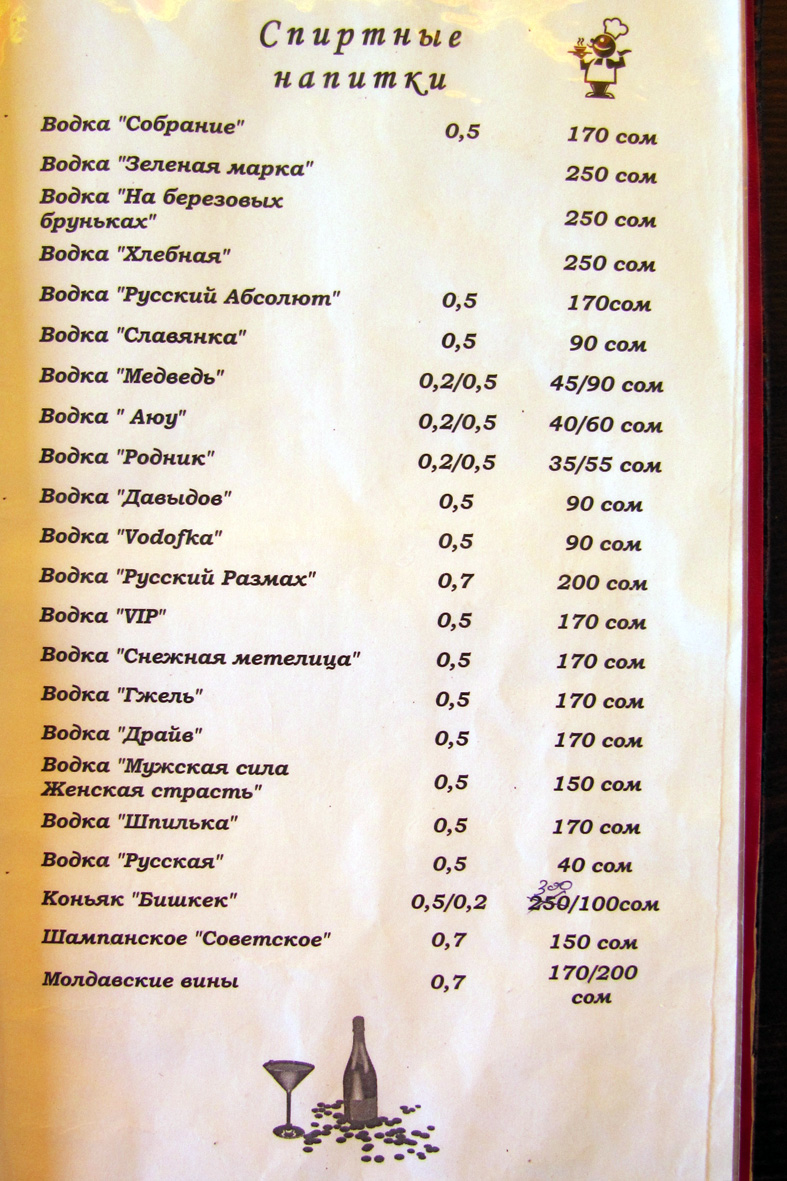 Спиртные
напитки
Водка "Собрание" 0,5 170 сом
Водка "Зеленая марка" 250 сом
Водка "На березовых
бруньках" 250 сом
Водка "Хлебная" 250 сом
Водка "Русский Абсолют" 0,5 170сом
Водка "Славянка" 0,5 90 сом
Водка "Медведь" 0,2/0,5 45/90 сом
Водка " Аюу" 0,2/0,5 40/60 сом
Водка "Родник" 0,2/0,5 35/55 сом
Водка "Давыдов" 0,5 90 сом
Водка "Vodofka" 0,5 90 сом
Водка "Русский Размах" 0,7 200 сом
Водка "VIP" 0,5 170 сом
Водка "Снежная метелица" 0,5 170 сом
Водка "Гжель" 0,5 170 сом
Водка "Драйв" 0,5 170 сом
Водка "Мужская сила
Женская страсть" 0,5 150 сом
Водка "Шпилька" 0,5 170 сом
Водка "Русская" 0,5 40 сом
300
Коньяк "Бишкек" 0,5/0,2 250/100сом
Шампанское "Советское" 0,7 150 сом
Молдавские вины 0,7 170/200
сом